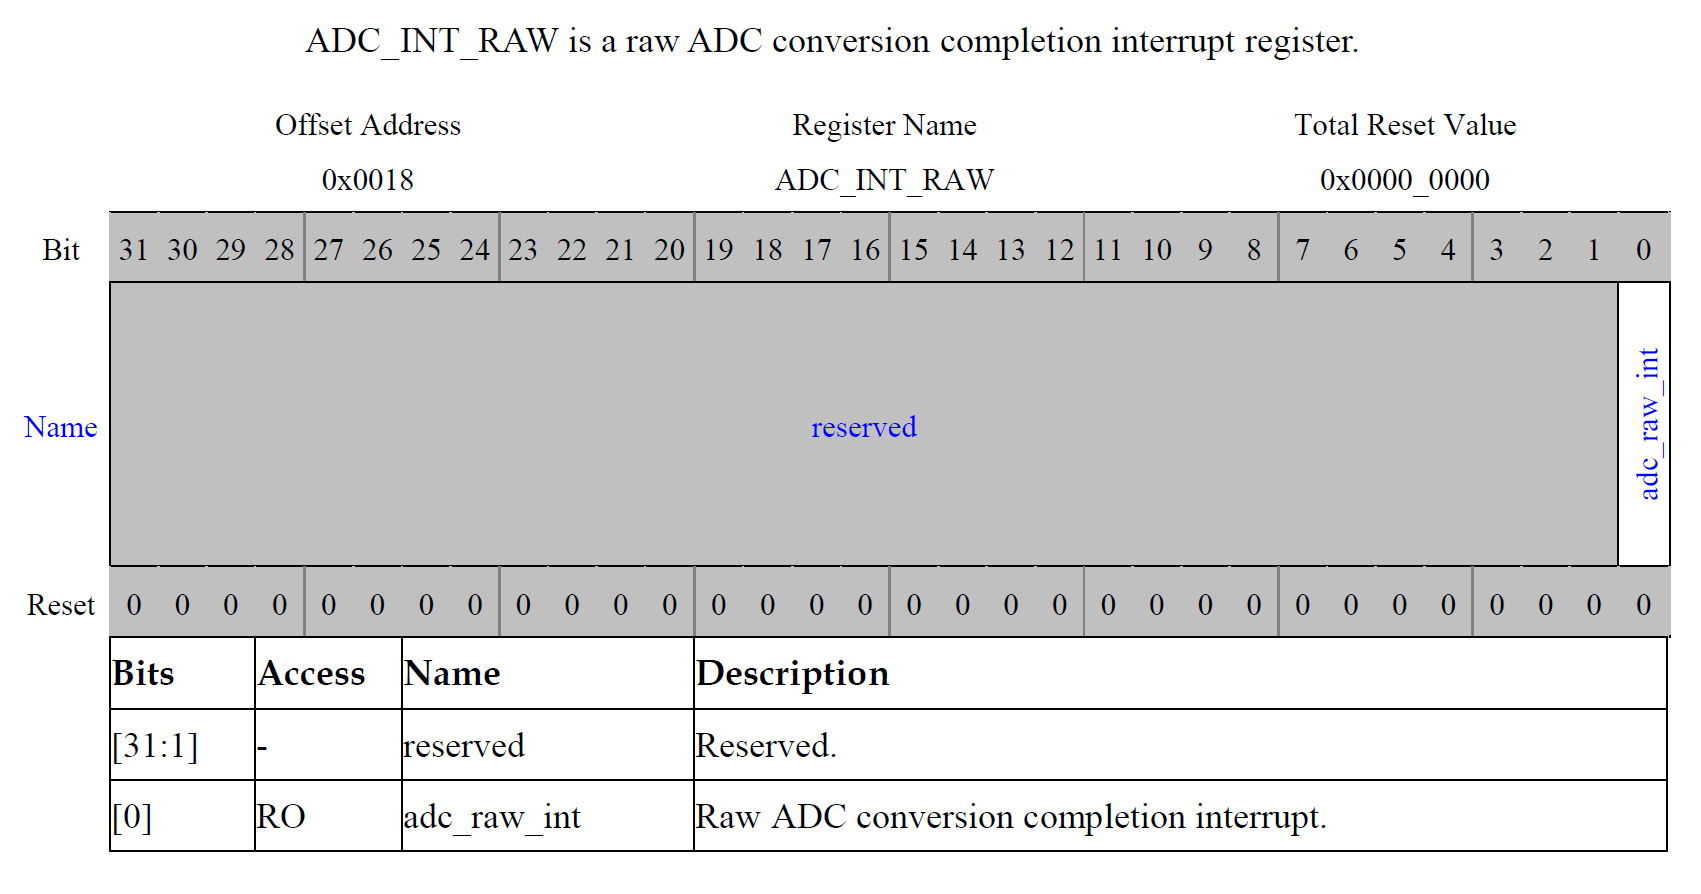 ADC_INT_RAW is a raw ADC conversion completion interrupt register.
Offset Address Register Name Total Reset Value
0x0018 ADC_INT_RAW 0x0000_0000
Bit 31 30 29 28 27 26 25 24 23 22 21 20 19 18 17 16 15 14 13 12 11 10 9 8 7 6 5 4 3 2 1 0
Name reserved adc_raw_int
Reset 0 0 0 0 0 0 0 0 0 0 0 0 0 0 0 0 0 0 0 0 0 0 0 0 0 0 0 0 0 0 0 0
Bits Access Name Description
[31:1] - reserved Reserved.
[0] RO adc_raw_int Raw ADC conversion completion interrupt.